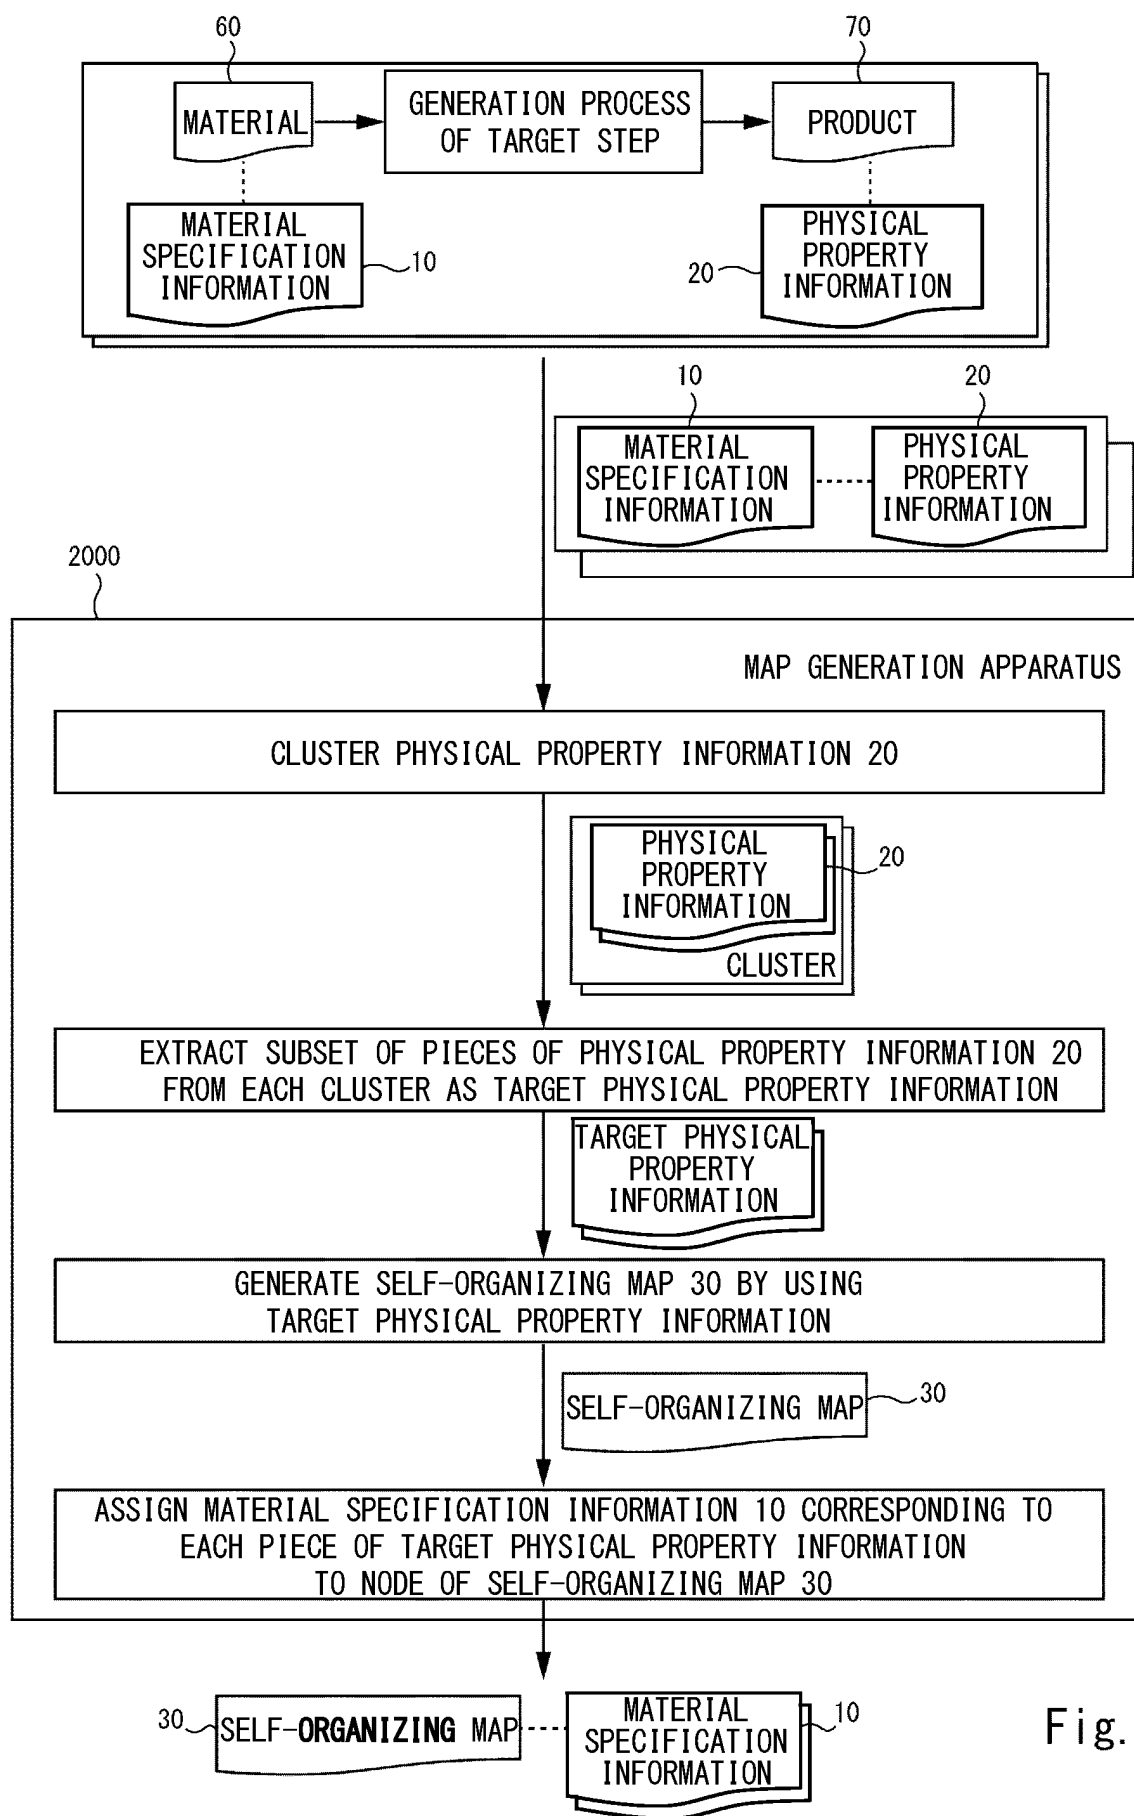 60
70
MATERIAL
GENERATION PROCESS
OF TARGET STEP
PRODUCT
MATERIAL
SPECIFICATION
INFORMATION
10
PHYSICAL
PROPERTY
INFORMATION
20
10
20
MATERIAL
SPECIFICATION
INFORMATION
PHYSICAL
PROPERTY
INFORMATION
2000
MAP GENERATION APPARATUS
CLUSTER PHYSICAL PROPERTY INFORMATION 20
PHYSICAL
PROPERTY
INFORMATION
20
CLUSTER
EXTRACT SUBSET OF PIECES OF PHYSICAL PROPERTY INFORMATION 20
FROM EACH CLUSTER AS TARGET PHYSICAL PROPERTY INFORMATION
TARGET PHYSICAL
PROPERTY
INFORMATION
GENERATE SELF-ORGANIZING MAP 30 BY USING
TARGET PHYSICAL PROPERTY INFORMATION
SELF-ORGANIZING MAP
30
ASSIGN MATERIAL SPECIFICATION INFORMATION 10 CORRESPONDING TO
EACH PIECE OF TARGET PHYSICAL PROPERTY INFORMATION
TO NODE OF SELF-ORGANIZING MAP 30
30
SELF-ORGANIZING MAP
MATERIAL
SPECIFICATION
INFORMATION
10
Fig.